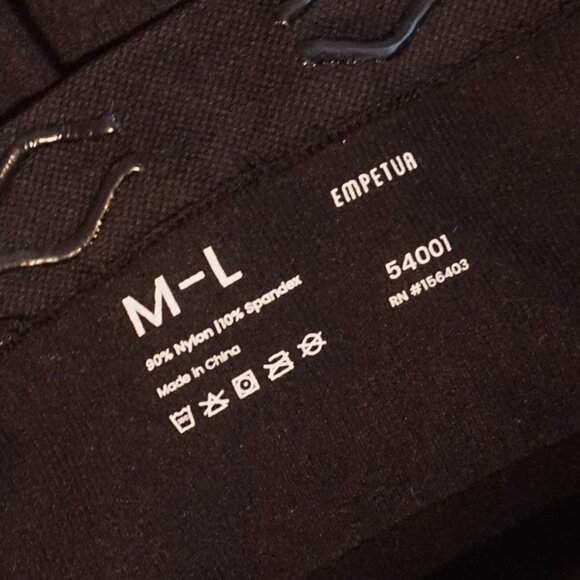 EMPETUA
M-L
54001
90% Nylon |10% Spandex
RN #156403
Made in China